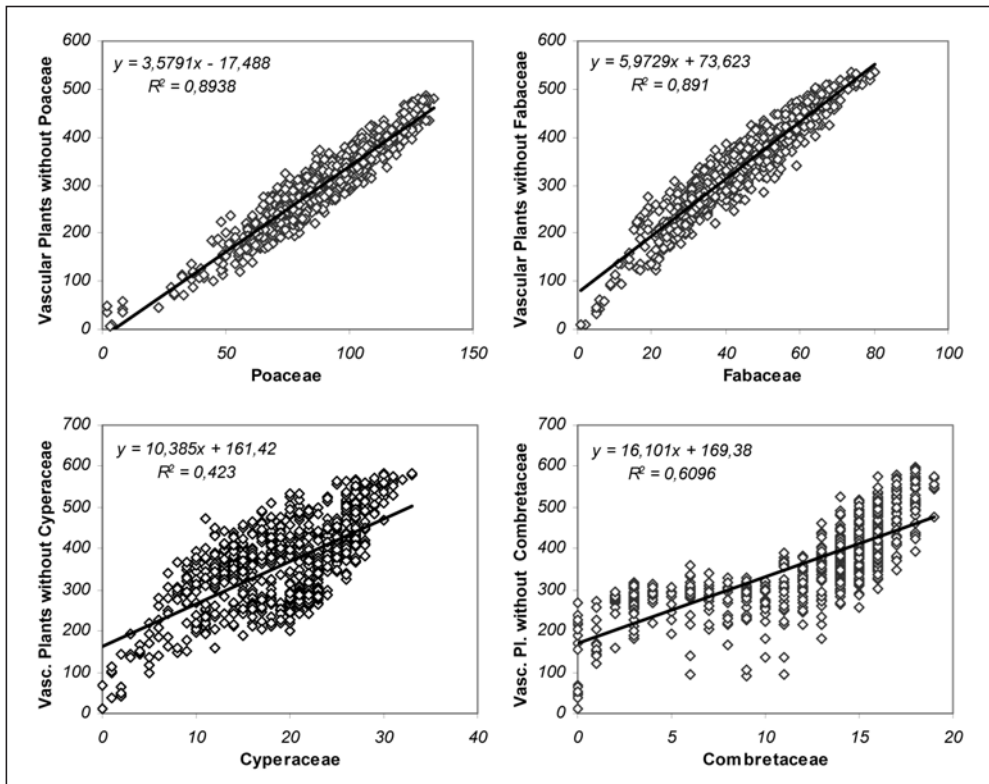 y = 3,5791x - 17,488
R² = 0,8938
Vascular Plants without Poaceae
600
500
400
300
200
100
0
0 50 100 150
Poaceae
y = 5,9729x + 73,623
R² = 0,891
Vascular Plants without Fabaceae
600
500
400
300
200
100
0
0 20 40 60 80 100
Fabaceae
y = 10,385x + 161,42
R² = 0,423
Vasc. Plants without Cyperaceae
700
600
500
400
300
200
100
0
0 10 20 30 40
Cyperaceae
y = 16,101x + 169,38
R² = 0,6096
Vasc. Pl. without Combretaceae
700
600
500
400
300
200
100
0
0 5 10 15 20
Combretaceae